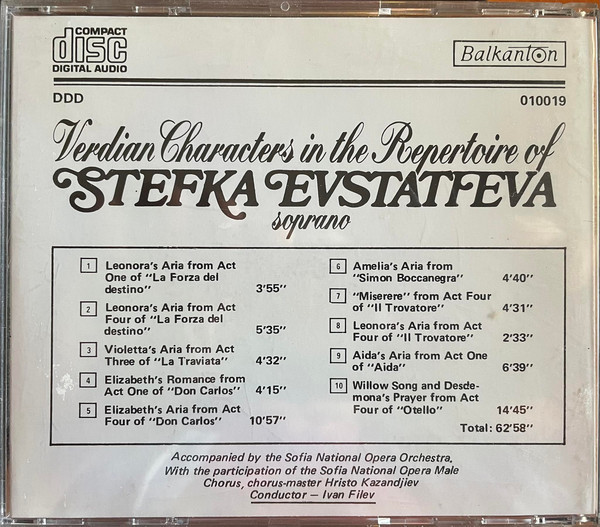 COMPACT
disc
DIGITAL AUDIO
Balkanton
DDD
010019
Verdian Characters in the Repertoire of
STEFKA EVSTATIEVA
soprano
1 Leonora's Aria from Act
One of "La Forza del
destino" 3'55"
2 Leonora's Aria from Act
Four of "La Forza del
destino" 5'35"
3 Violetta's Aria from Act
Three of "La Traviata" 4'32"
4 Elizabeth's Romance from
Act One of "Don Carlos" 4'15"
5 Elizabeth's Aria from Act
Four of "Don Carlos" 10'57"
6 Amelia's Aria from
"Simon Boccanegra" 4'40"
7 "Miserere" from Act Four
of "Il Trovatore" 4'31"
8 Leonora's Aria from Act
Four of "Il Trovatore" 2'33"
9 Aida's Aria from Act One
of "Aida" 6'39"
10 Willow Song and Desde-
mona's Prayer from Act
Four of "Otello" 14'45"
Total: 62'58"
Accompanied by the Sofia National Opera Orchestra.
With the participation of the Sofia National Opera Male
Chorus, chorus-master Hristo Kazandjiev
Conductor — Ivan Filev